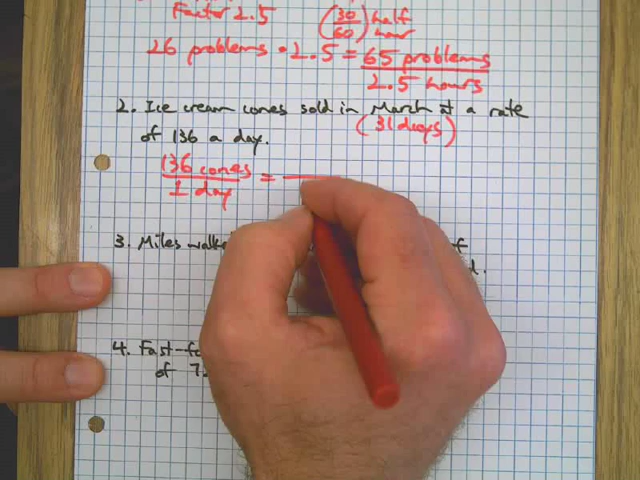 Factor 2.5 (30/60) half hour
26 problems • 2.5 = 65 problems / 2.5 hours
2. Ice cream cones sold in March at a rate
(31 days)
of 136 a day.
136 cones / 1 day =
3. Miles
4. Fast-
of 7.